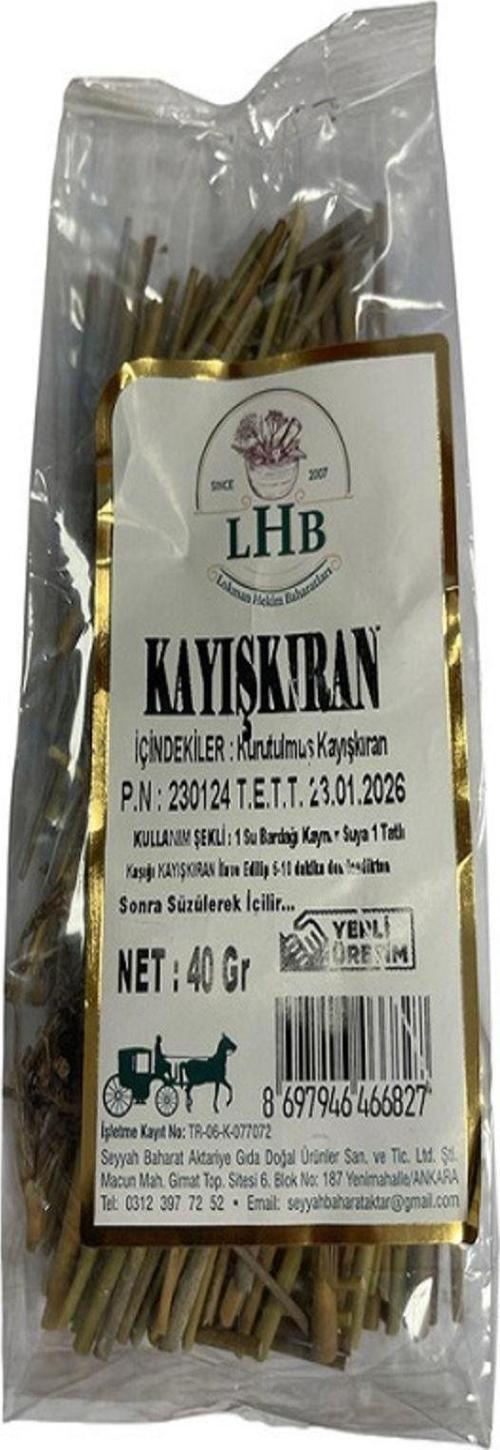 SINCE 2007
LHB
Lokman Hekim Baharatları
KAYIŞKIRAN
İÇİNDEKİLER : Kurutulmuş Kayışkıran
P.N : 230124 T.E.T.T. 23.01.2026
KULLANIM ŞEKLİ : 1 Su Bardağı Kaynar Suya 1 Tatlı
Kaşığı KAYIŞKIRAN İlave Edilip 5-10 dakika demlendikten
Sonra Süzülerek İçilir...
YERLİ
ÜRETİM
NET : 40 Gr
8 697946 466827
İşletme Kayıt No: TR-06-K-077072
Seyyah Baharat Aktariye Gıda Doğal Ürünler San. ve Tic. Ltd. Şti.
Macun Mah. Gimat Top. Sitesi 6. Blok No: 187 Yenimahalle/ANKARA
Tel: 0312 397 72 52 • Email: seyyahbaharataktar@gmail.com